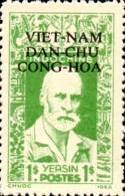 INDOCHINE
VIET-NAM
DAN-CHU
CONG-HOA
YERSIN
1$ POSTES 1$